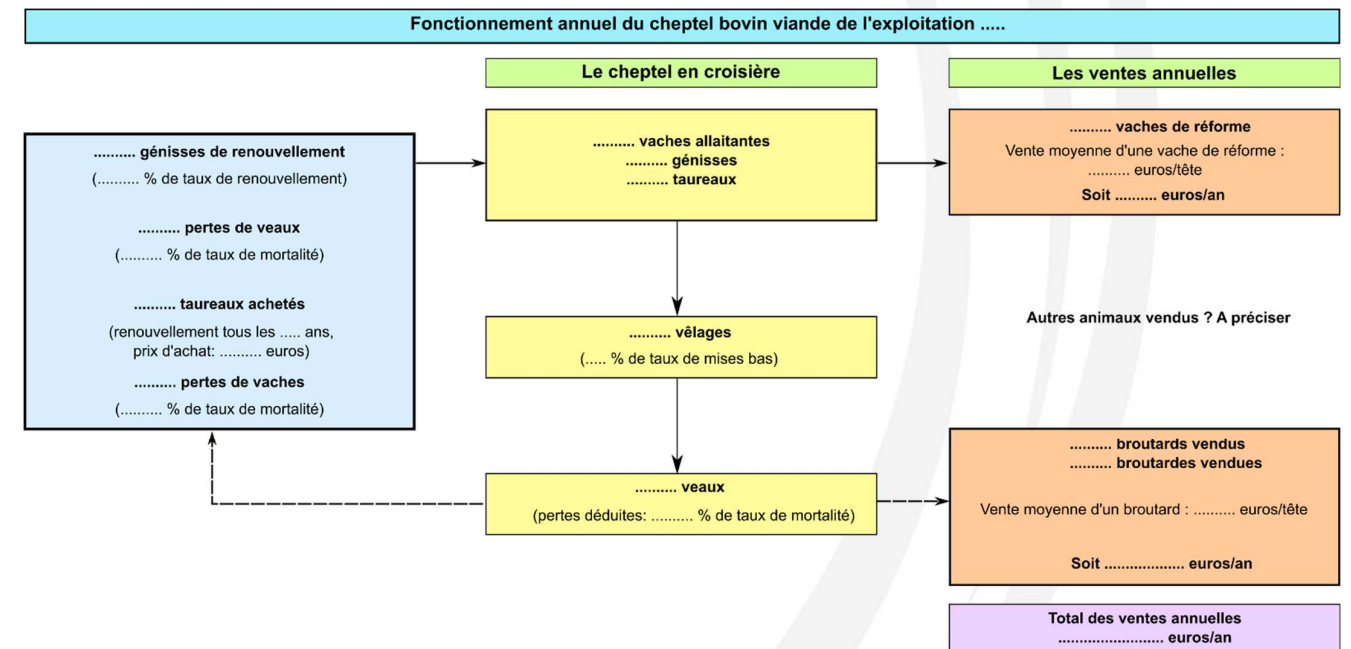 Fonctionnement annuel du cheptel bovin viande de l'exploitation .....
Le cheptel en croisière
Les ventes annuelles
.......... génisses de renouvellement
(.......... % de taux de renouvellement)
.......... pertes de veaux
(.......... % de taux de mortalité)
.......... taureaux achetés
(renouvellement tous les ..... ans,
prix d'achat: .......... euros)
.......... pertes de vaches
(.......... % de taux de mortalité)
.......... vaches allaitantes
.......... génisses
.......... taureaux
.......... vêlages
(..... % de taux de mises bas)
.......... veaux
(pertes déduites: .......... % de taux de mortalité)
.......... vaches de réforme
Vente moyenne d'une vache de réforme :
.......... euros/tête
Soit .......... euros/an
Autres animaux vendus ? A préciser
.......... broutards vendus
.......... broutardes vendues
Vente moyenne d'un broutard : .......... euros/tête
Soit ................... euros/an
Total des ventes annuelles
......................... euros/an